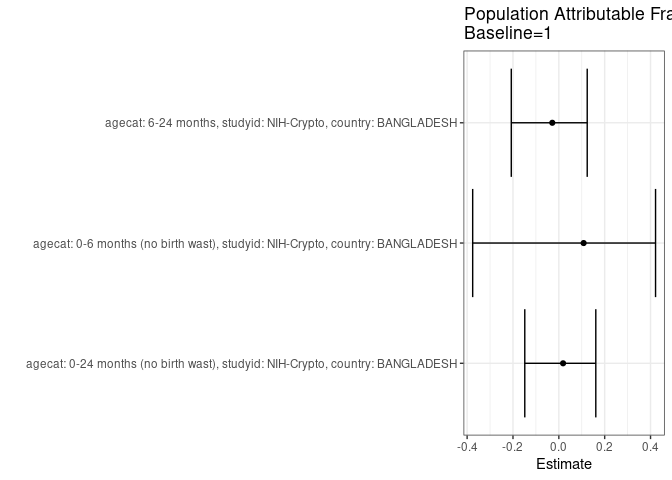 Population Attributable Fra
Baseline=1
agecat: 6-24 months, studyid: NIH-Crypto, country: BANGLADESH
agecat: 0-6 months (no birth wast), studyid: NIH-Crypto, country: BANGLADESH
agecat: 0-24 months (no birth wast), studyid: NIH-Crypto, country: BANGLADESH
-0.4 -0.2 0.0 0.2 0.4
Estimate